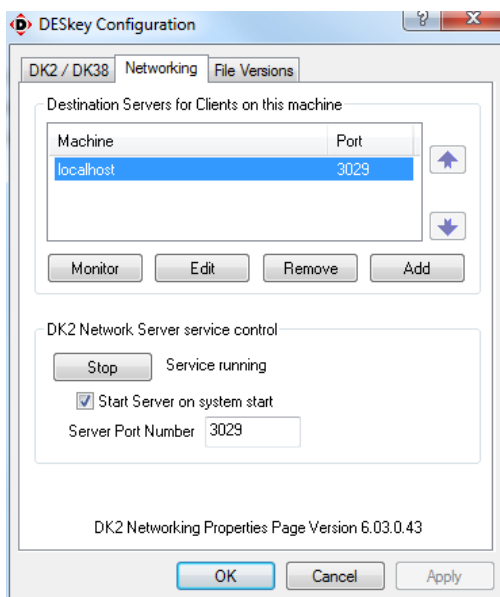 DESkey Configuration
? X
DK2 / DK38 Networking File Versions
Destination Servers for Clients on this machine
Machine Port
localhost 3029
Monitor Edit Remove Add
DK2 Network Server service control
Stop Service running
Start Server on system start
Server Port Number 3029
DK2 Networking Properties Page Version 6.03.0.43
OK Cancel Apply